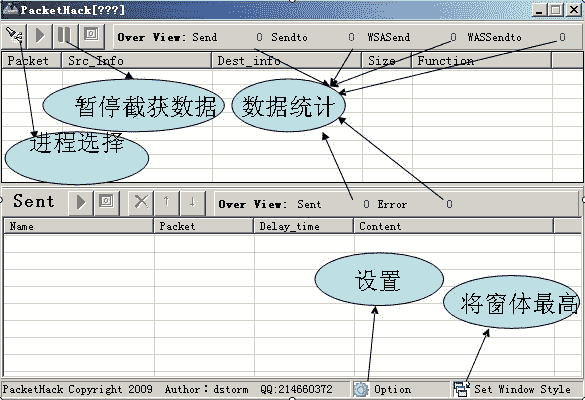 PacketHack[???]
Over View: Send 0 Sendto 0 WSASend 0 WASSendto 0
Packet Src_Info Dest_info Size Function
暂停截获数据 数据统计
进程选择
Sent Over View: Sent 0 Error 0
Name Packet Delay_time Content
设置
将窗体最高
PacketHack Copyright 2009 Author：dstorm QQ:214660372 Option Set Window Style